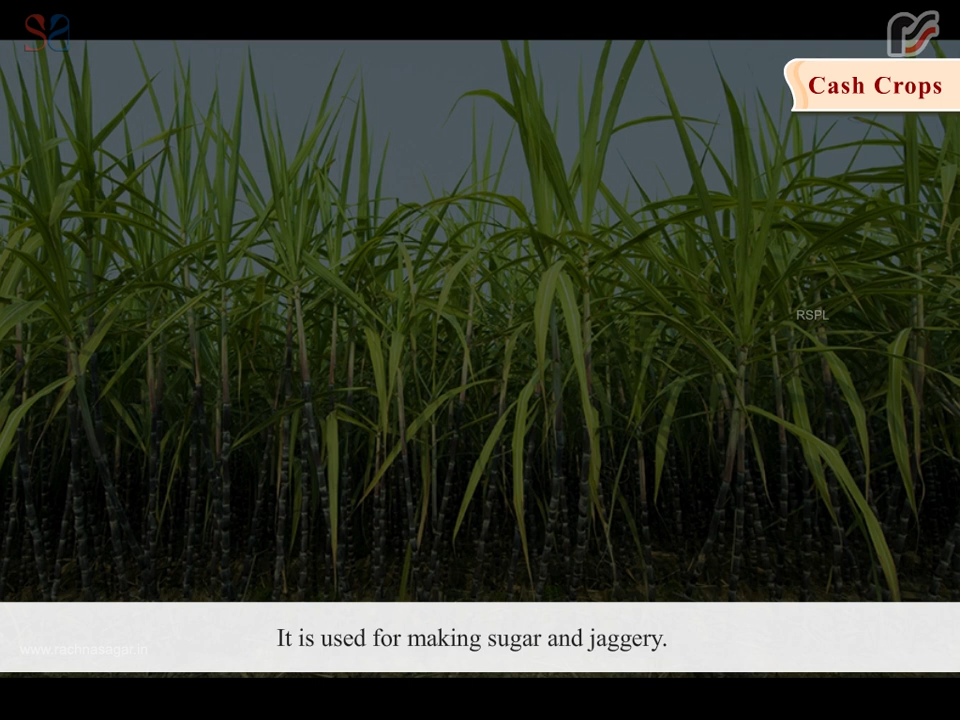 Cash Crops
RSPL
It is used for making sugar and jaggery.
www.rachnasagar.in